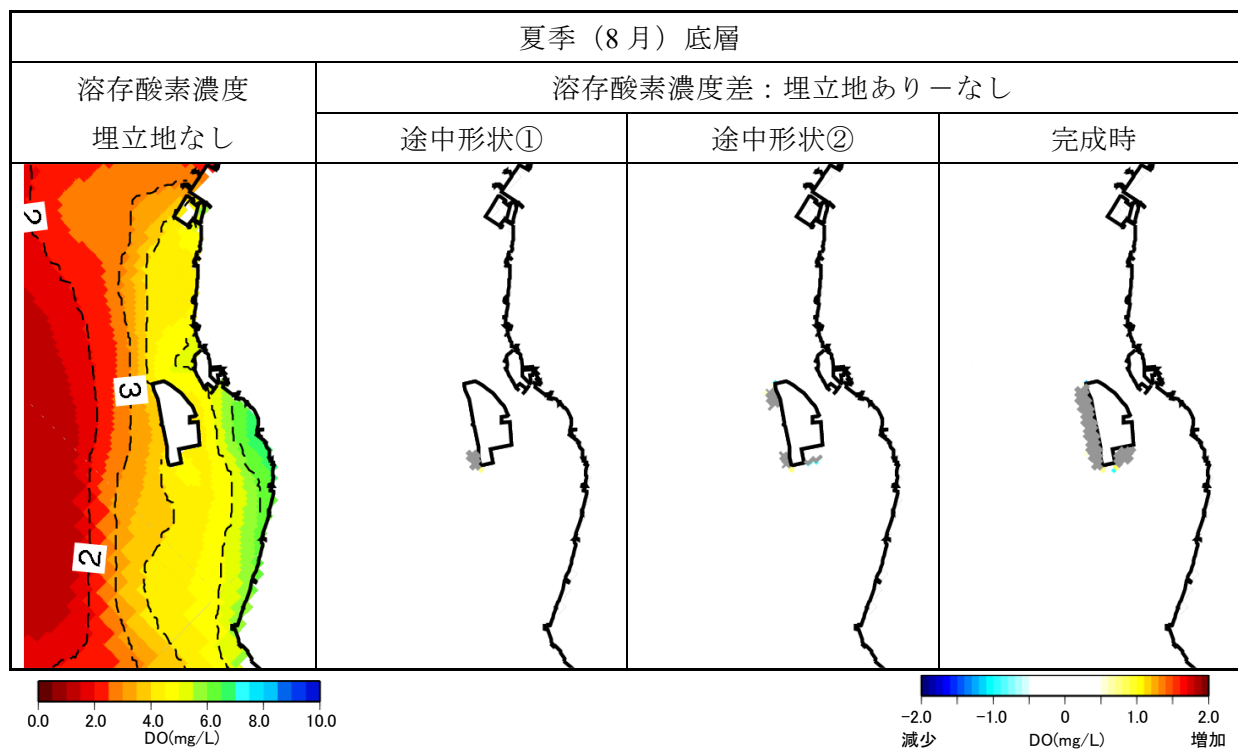 夏季（8 月）底層
溶存酸素濃度
埋立地なし
溶存酸素濃度差：埋立地あり－なし
途中形状①
途中形状②
完成時
2
3
2
0.0 2.0 4.0 6.0 8.0 10.0
DO(mg/L)
-2.0 -1.0 0 1.0 2.0
減少 DO(mg/L) 増加